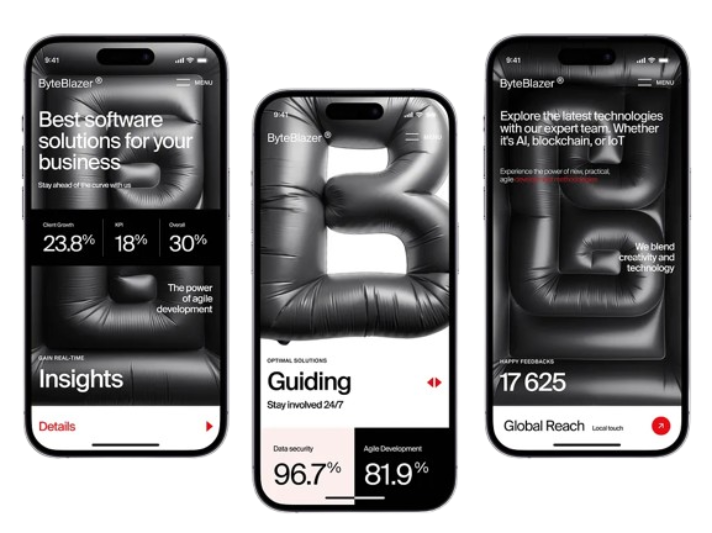 9:41
ByteBlazer ®
MENU
Best software
solutions for your
business
Stay ahead of the curve with us
Client Growth
23.8%
KPI
18%
Overall
30%
The power
of agile
development
GAIN REAL-TIME
Insights
Details
9:41
ByteBlazer ®
MENU
OPTIMAL SOLUTIONS
Guiding
Stay involved 24/7
Data security
96.7%
Agile Development
81.9%
9:41
ByteBlazer ®
MENU
Explore the latest technologies
with our expert team. Whether
it's AI, blockchain, or IoT
Experience the power of new, practical,
agile
We blend
creativity and
technology
HAPPY FEEDBACKS
17 625
Global Reach Local touch